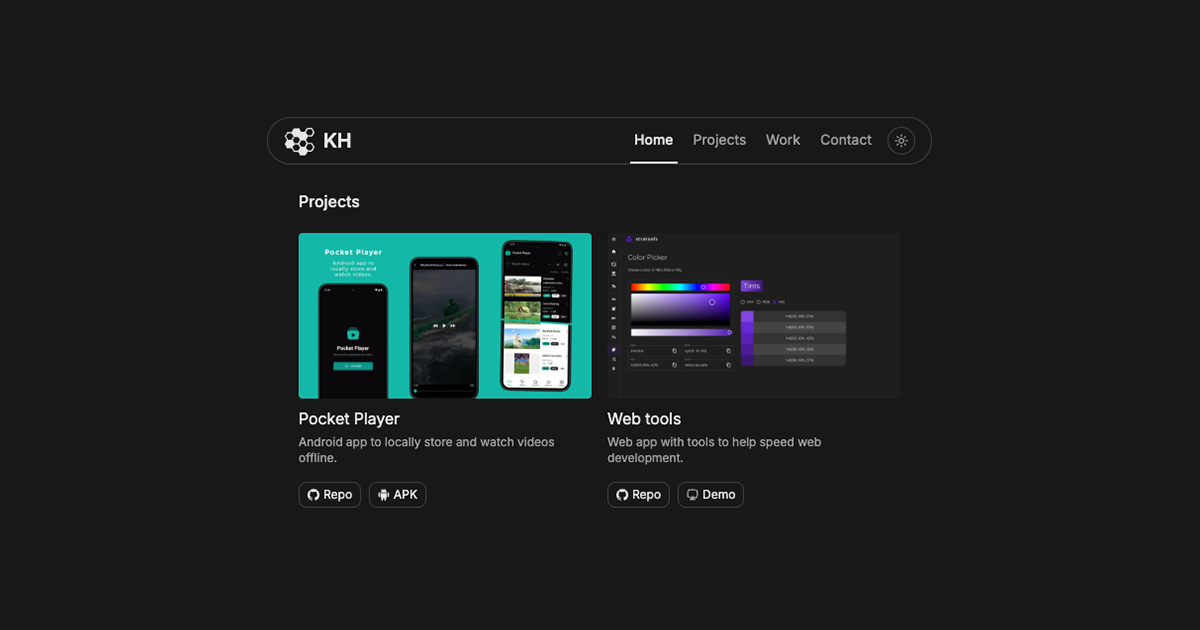 KH
Home Projects Work Contact
Projects
Pocket Player
Android app to
locally store and
watch videos.
Pocket Player
Pocket Player
Color Picker
Tints
Pocket Player
Android app to locally store and watch videos
offline.
Repo APK
Web tools
Web app with tools to help speed web
development.
Repo Demo